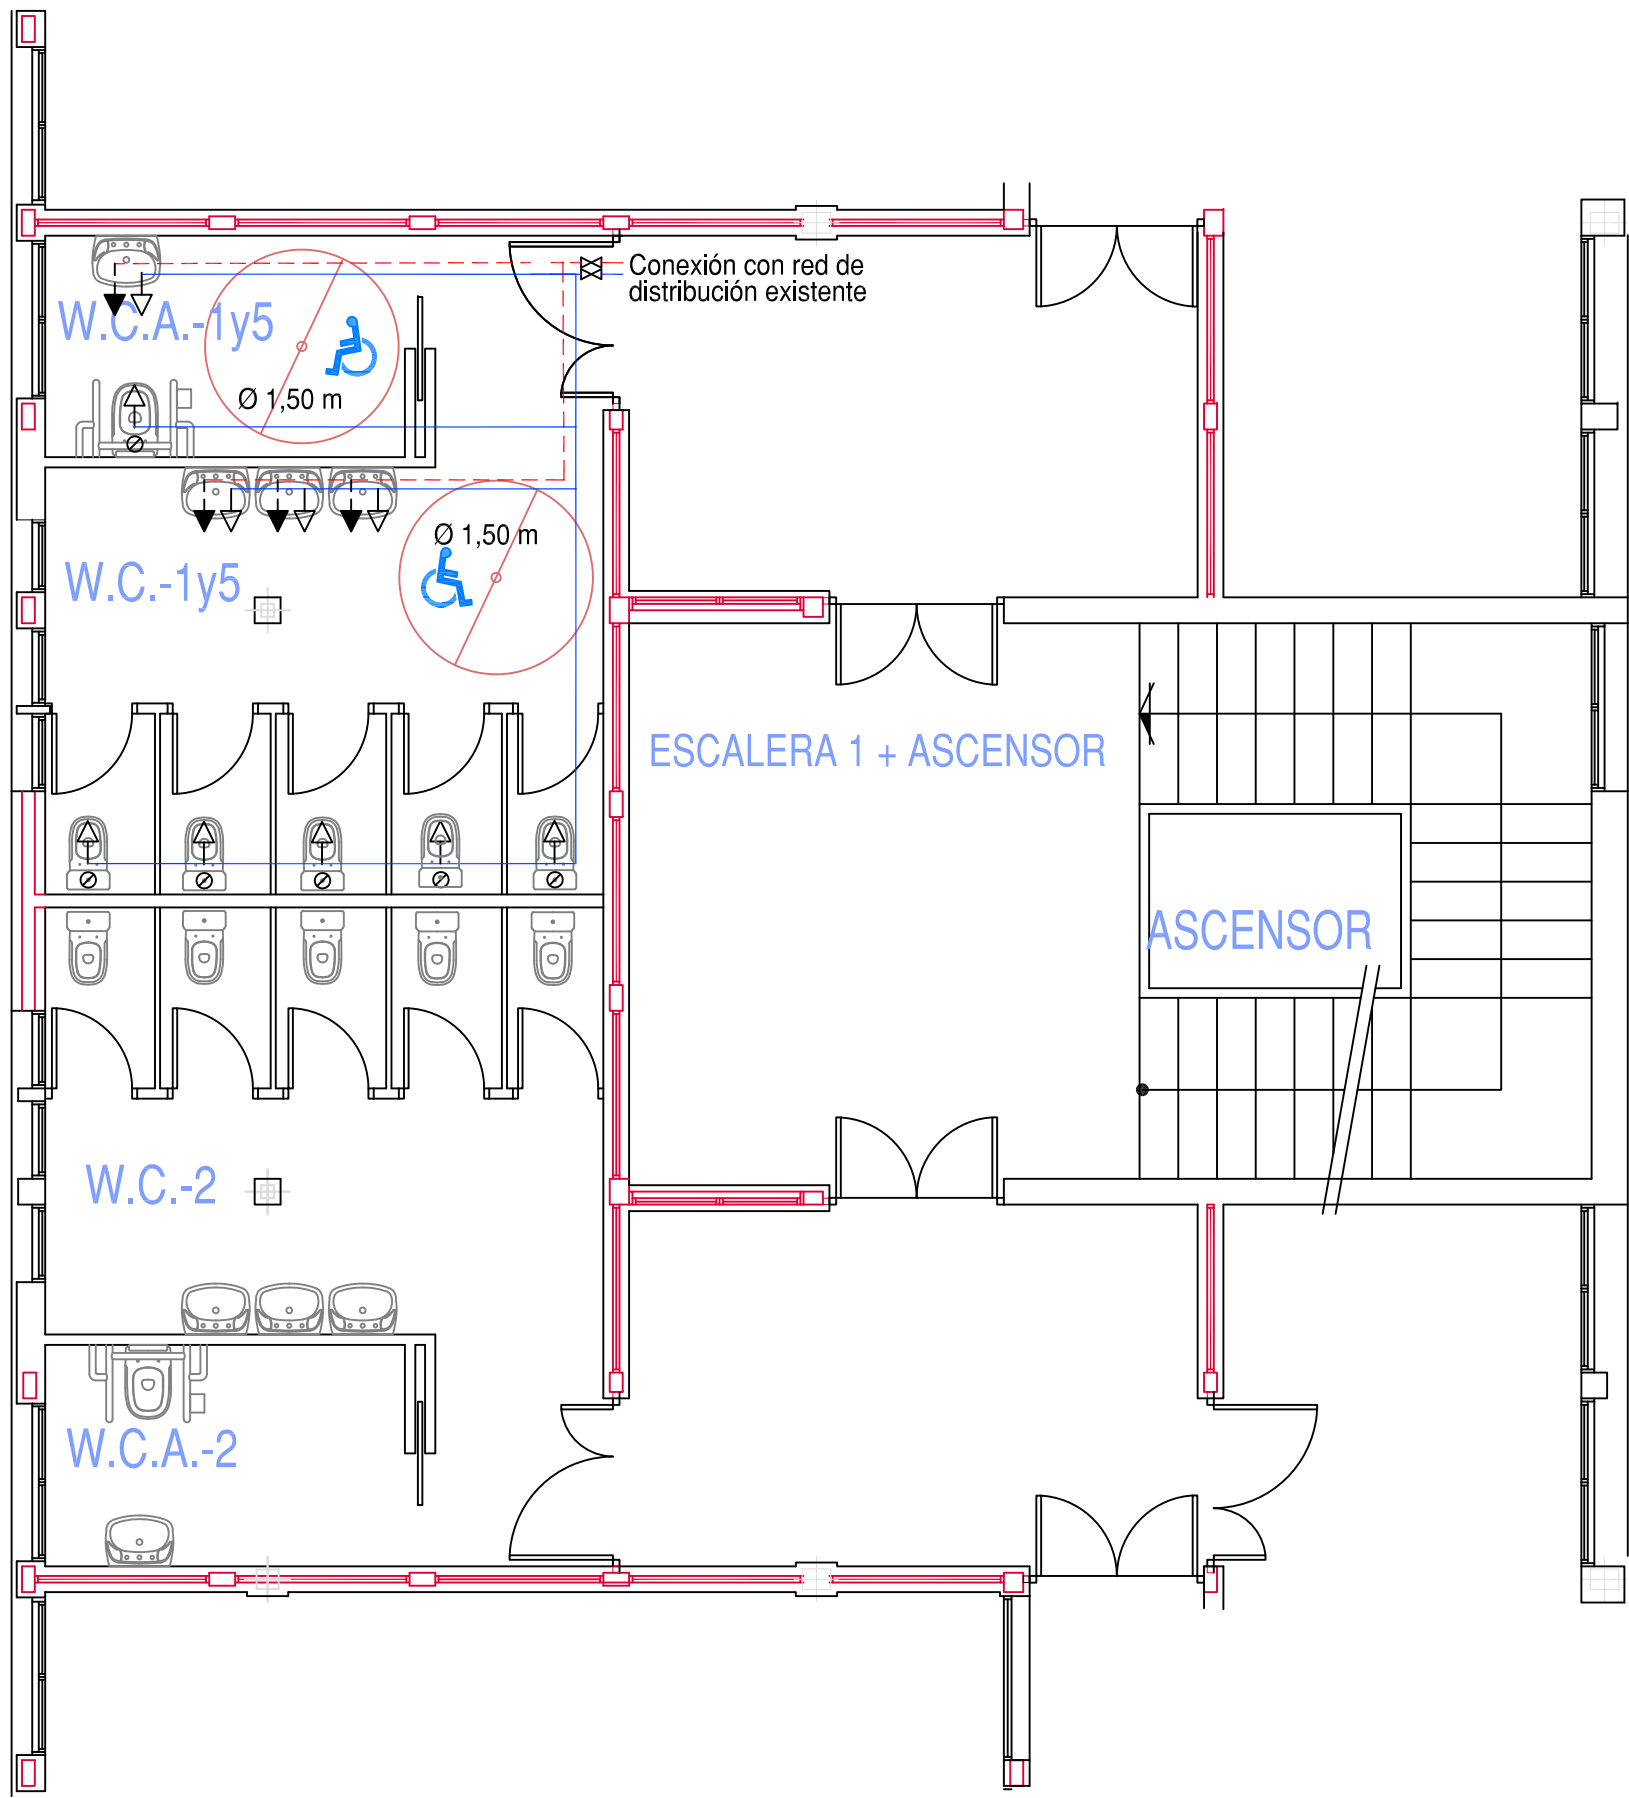 Conexión con red de
distribución existente
W.C.A.-1y5
Ø 1,50 m
Ø 1,50 m
W.C.-1y5
ESCALERA 1 + ASCENSOR
ASCENSOR
W.C.-2
W.C.A.-2